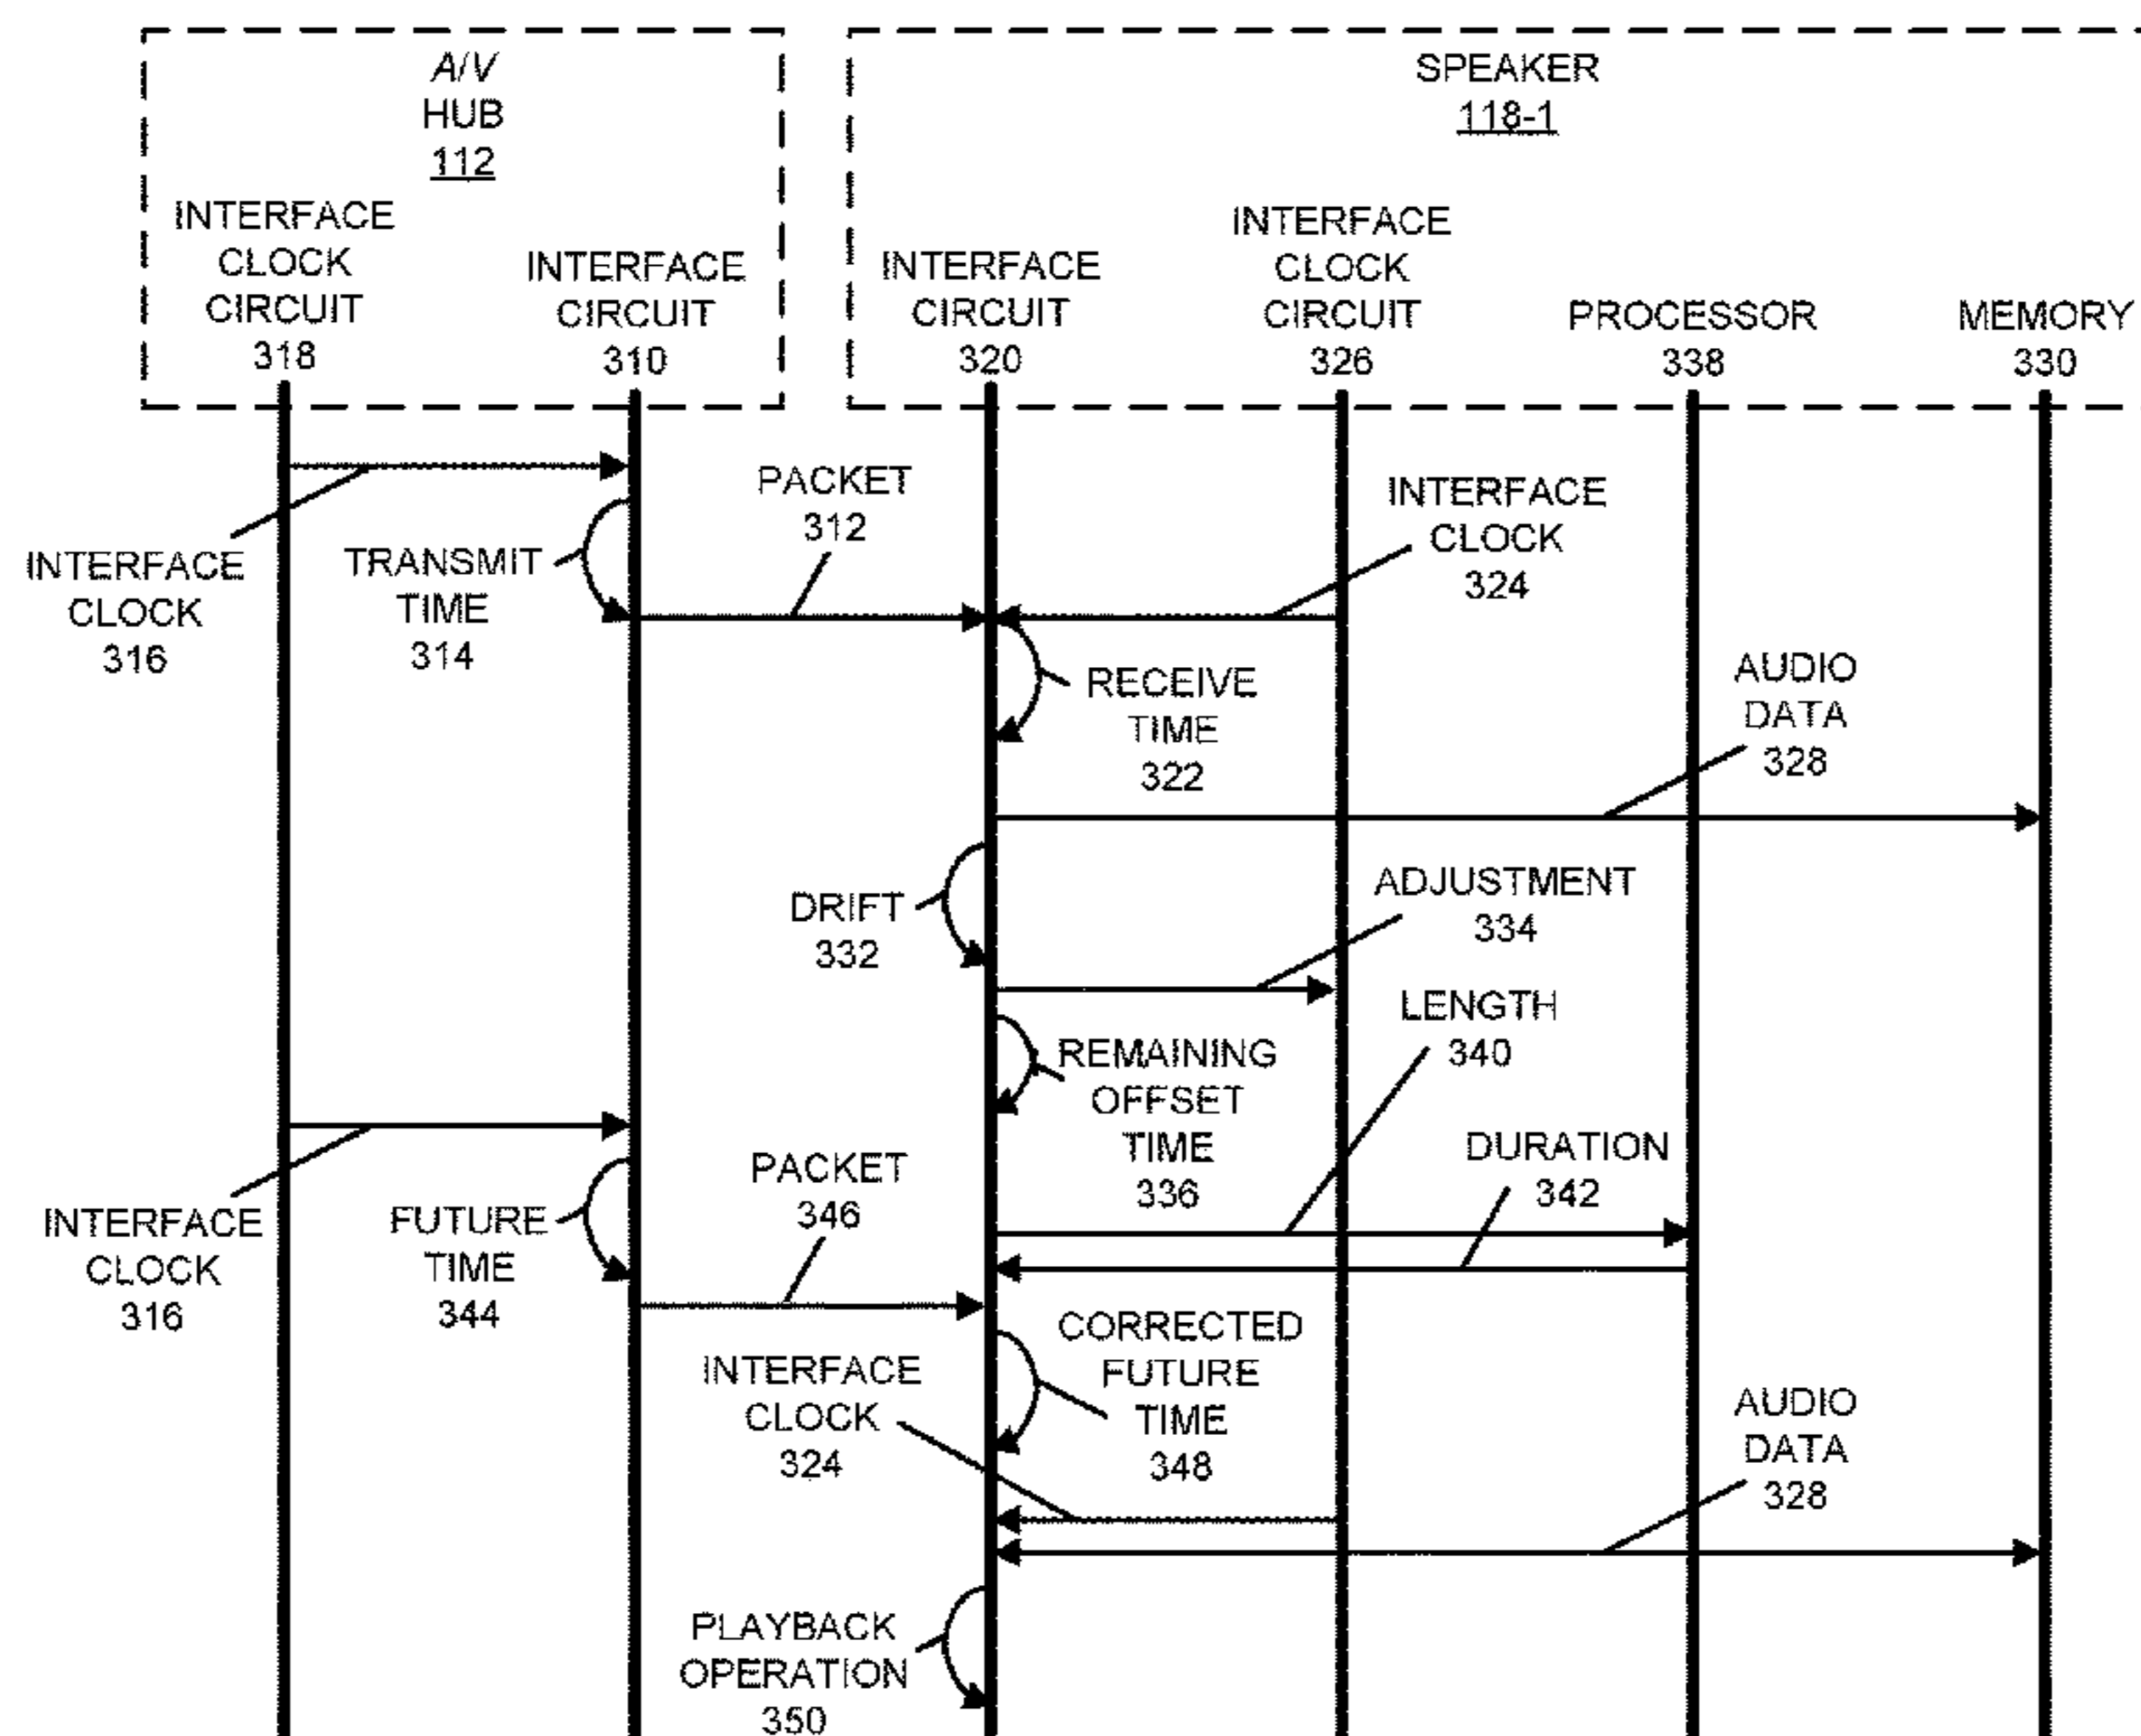 A/V
HUB
112
SPEAKER
118-1
INTERFACE
CLOCK
CIRCUIT
318
INTERFACE
CIRCUIT
310
INTERFACE
CIRCUIT
320
INTERFACE
CLOCK
CIRCUIT
326
PROCESSOR
338
MEMORY
330
INTERFACE
CLOCK
316
TRANSMIT
TIME
314
PACKET
312
INTERFACE
CLOCK
324
RECEIVE
TIME
322
AUDIO
DATA
328
DRIFT
332
ADJUSTMENT
334
REMAINING
OFFSET
TIME
336
LENGTH
340
DURATION
342
INTERFACE
CLOCK
316
FUTURE
TIME
344
PACKET
346
CORRECTED
FUTURE
TIME
348
INTERFACE
CLOCK
324
AUDIO
DATA
328
PLAYBACK
OPERATION
350